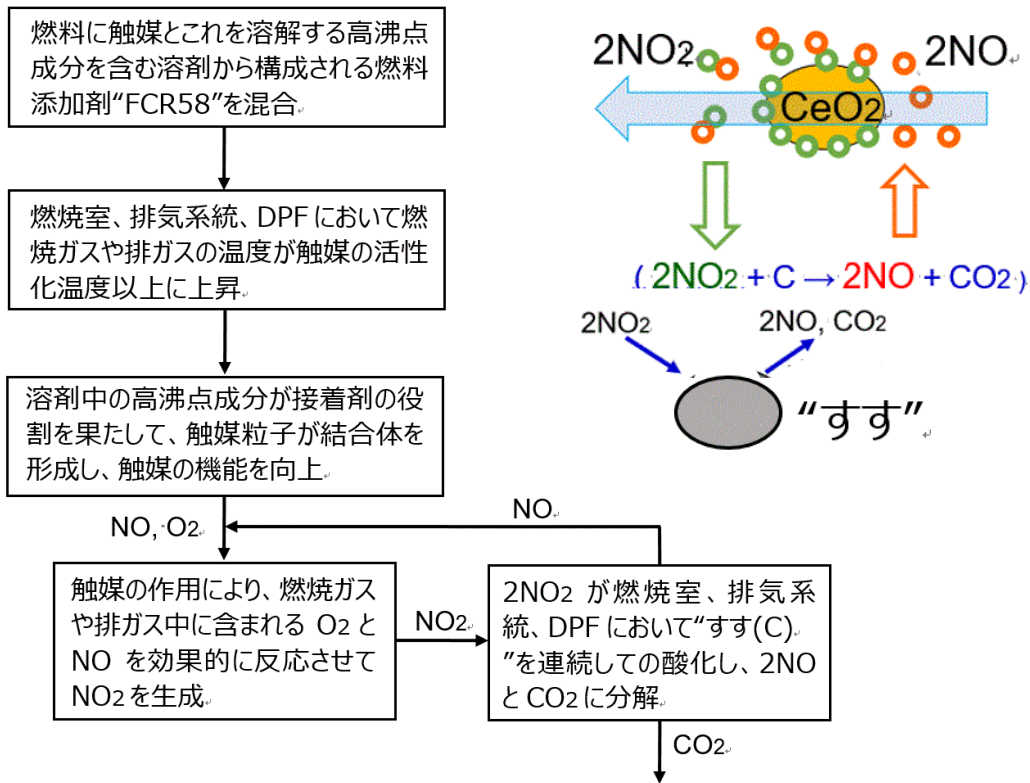 燃料に触媒とこれを溶解する高沸点
成分を含む溶剤から構成される燃料
添加剤“FCR58”を混合
燃焼室、排気系統、DPFにおいて燃
焼ガスや排ガスの温度が触媒の活性
化温度以上に上昇
溶剤中の高沸点成分が接着剤の役
割を果たして、触媒粒子が結合体を
形成し、触媒の機能を向上
NO, O2
NO
触媒の作用により、燃焼ガス
や排ガス中に含まれる O2 と
NO を効果的に反応させて
NO2 を生成
NO2
2NO2 が燃焼室、排気系
統、DPF において“すす(C)
”を連続しての酸化し、2NO
と CO2 に分解
CO2
2NO2
2NO
CeO2
(2NO2 + C → 2NO + CO2)
2NO2
2NO, CO2
“すす”